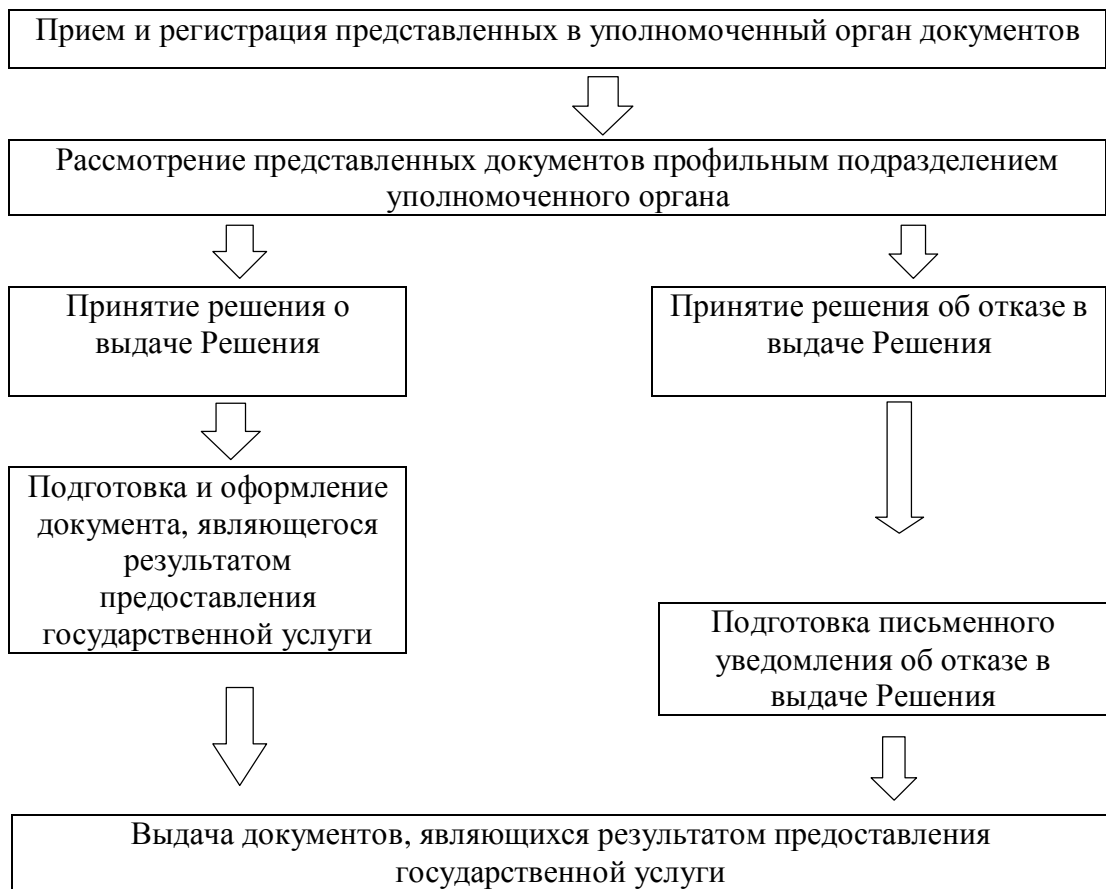 Прием и регистрация представленных в уполномоченный орган документов
Рассмотрение представленных документов профильным подразделением
уполномоченного органа
Принятие решения о
выдаче Решения
Принятие решения об отказе в
выдаче Решения
Подготовка и оформление
документа, являющегося
результатом
предоставления
государственной услуги
Подготовка письменного
уведомления об отказе в
выдаче Решения
Выдача документов, являющихся результатом предоставления
государственной услуги